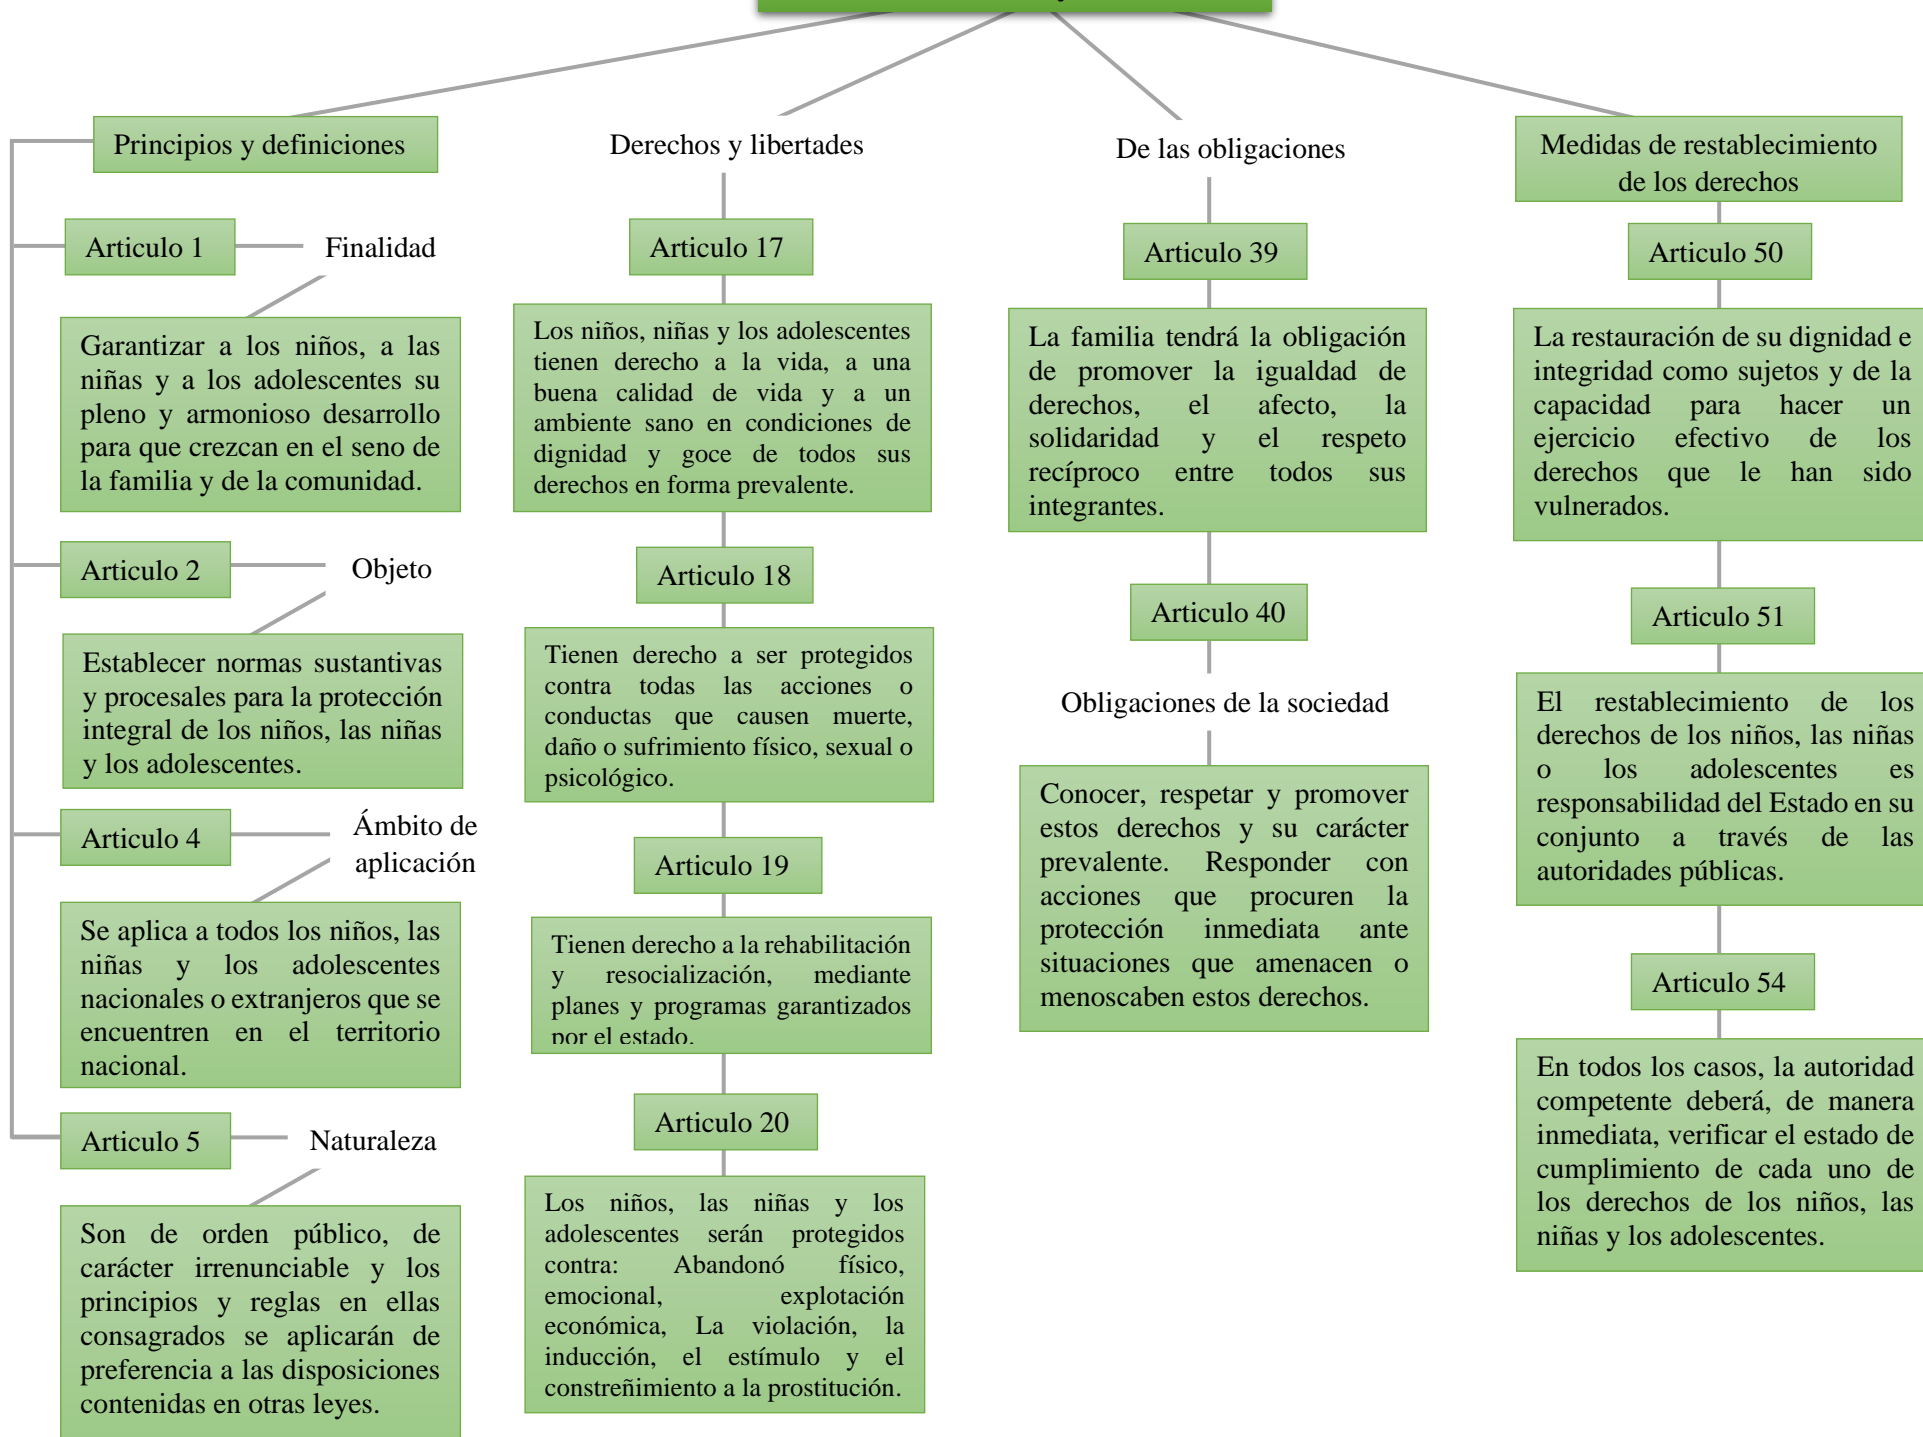 Principios y definiciones
Articulo 1
Finalidad
Garantizar a los niños, a las
niñas y a los adolescentes su
pleno y armonioso desarrollo
para que crezcan en el seno de
la familia y de la comunidad.
Articulo 2
Objeto
Establecer normas sustantivas
y procesales para la protección
integral de los niños, las niñas
y los adolescentes.
Articulo 4
Ámbito de
aplicación
Se aplica a todos los niños, las
niñas y los adolescentes
nacionales o extranjeros que se
encuentren en el territorio
nacional.
Articulo 5
Naturaleza
Son de orden público, de
carácter irrenunciable y los
principios y reglas en ellas
consagrados se aplicarán de
preferencia a las disposiciones
contenidas en otras leyes.
Derechos y libertades
Articulo 17
Los niños, niñas y los adolescentes
tienen derecho a la vida, a una
buena calidad de vida y a un
ambiente sano en condiciones de
dignidad y goce de todos sus
derechos en forma prevalente.
Articulo 18
Tienen derecho a ser protegidos
contra todas las acciones o
conductas que causen muerte,
daño o sufrimiento físico, sexual o
psicológico.
Articulo 19
Tienen derecho a la rehabilitación
y resocialización, mediante
planes y programas garantizados
por el estado.
Articulo 20
Los niños, las niñas y los
adolescentes serán protegidos
contra: Abandonó físico,
emocional, explotación
económica, La violación, la
inducción, el estímulo y el
constreñimiento a la prostitución.
De las obligaciones
Articulo 39
La familia tendrá la obligación
de promover la igualdad de
derechos, el afecto, la
solidaridad y el respeto
recíproco entre todos sus
integrantes.
Articulo 40
Obligaciones de la sociedad
Conocer, respetar y promover
estos derechos y su carácter
prevalente. Responder con
acciones que procuren la
protección inmediata ante
situaciones que amenacen o
menoscaben estos derechos.
Medidas de restablecimiento
de los derechos
Articulo 50
La restauración de su dignidad e
integridad como sujetos y de la
capacidad para hacer un
ejercicio efectivo de los
derechos que le han sido
vulnerados.
Articulo 51
El restablecimiento de los
derechos de los niños, las niñas
o los adolescentes es
responsabilidad del Estado en su
conjunto a través de las
autoridades públicas.
Articulo 54
En todos los casos, la autoridad
competente deberá, de manera
inmediata, verificar el estado de
cumplimiento de cada uno de
los derechos de los niños, las
niñas y los adolescentes.